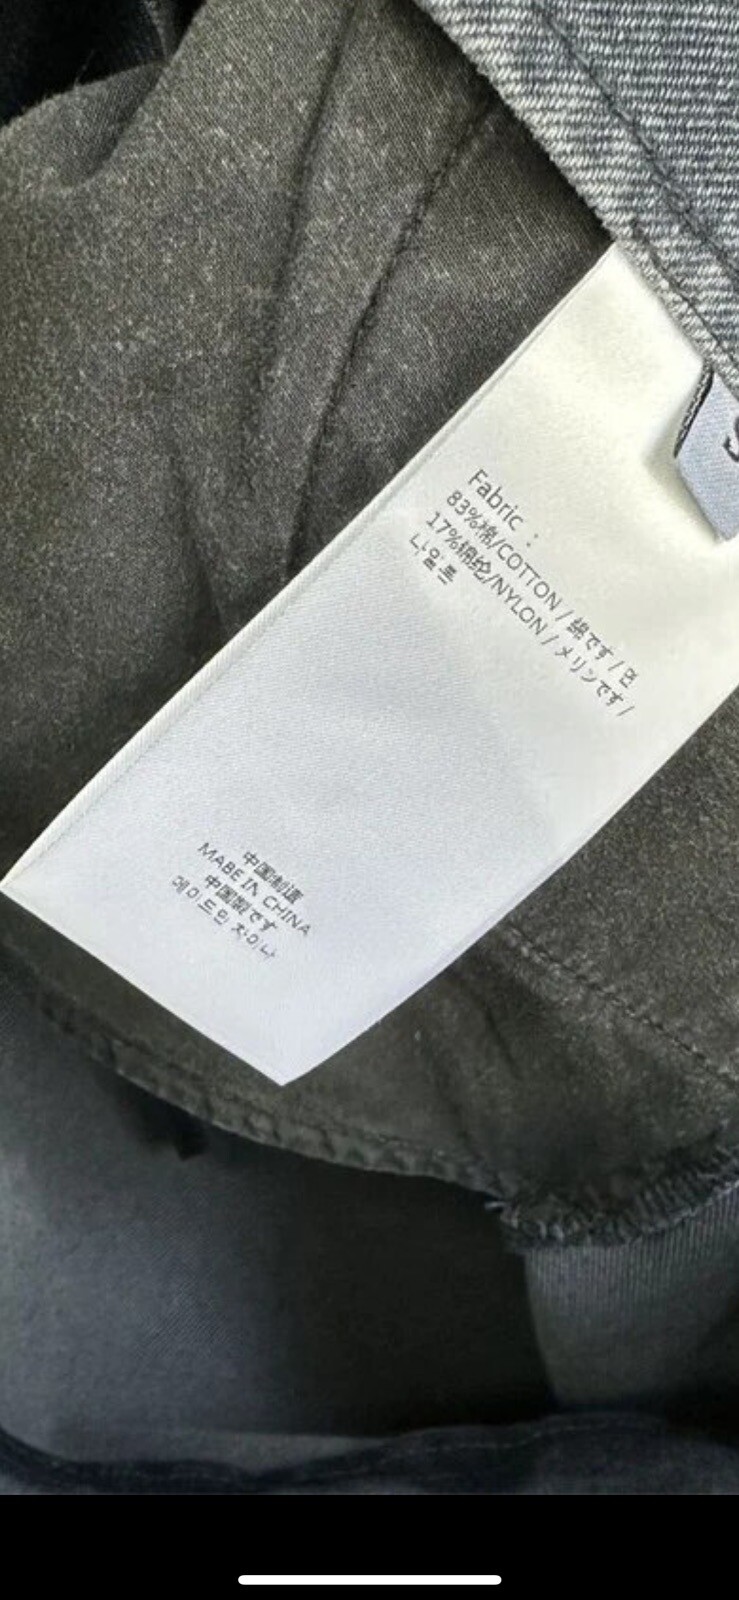 Fabric :
83%棉/COTTON / 綿です / 면
17%锦纶/NYLON / メリンです /
나일론
中国制造
MABE IN CHINA
中国製です
메이드인 차이나
S